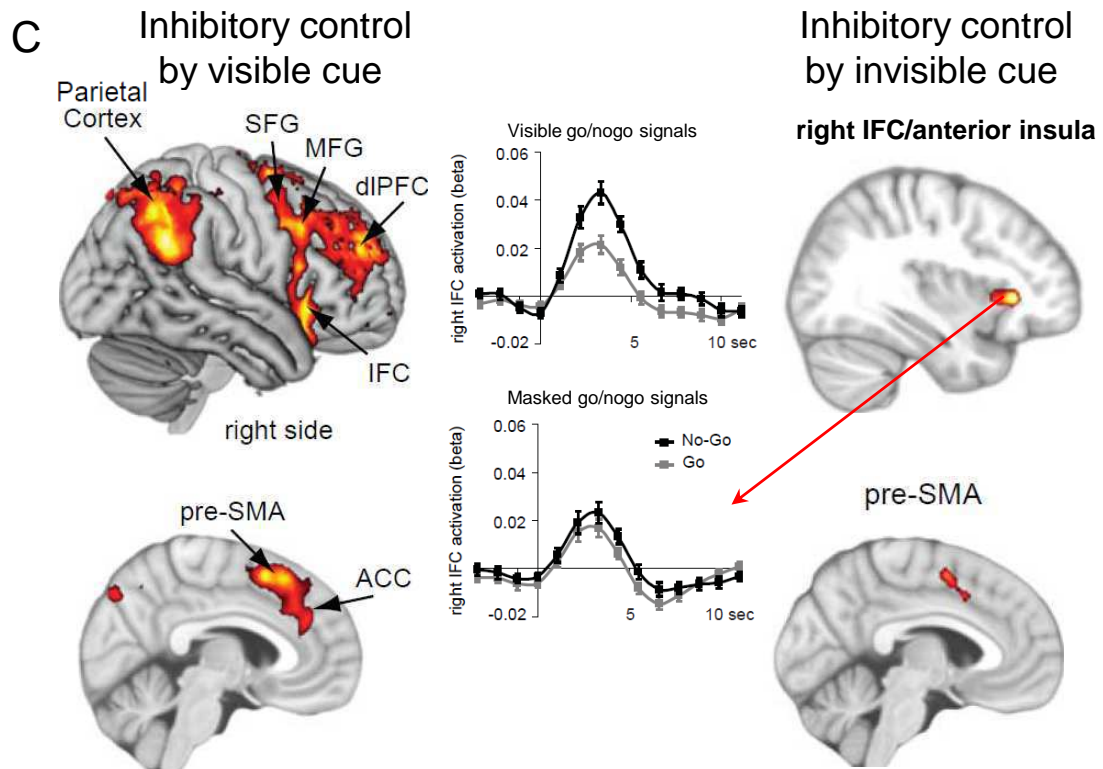 C
Inhibitory control
by visible cue
Parietal
Cortex
SFG
MFG
dlPFC
IFC
right side
pre-SMA
ACC
Visible go/nogo signals
right IFC activation (beta)
0.06
0.04
0.02
-0.02
5
10 sec
Masked go/nogo signals
right IFC activation (beta)
0.06
0.04
0.02
-0.02
5
10 sec
No-Go
Go
Inhibitory control
by invisible cue
right IFC/anterior insula
pre-SMA